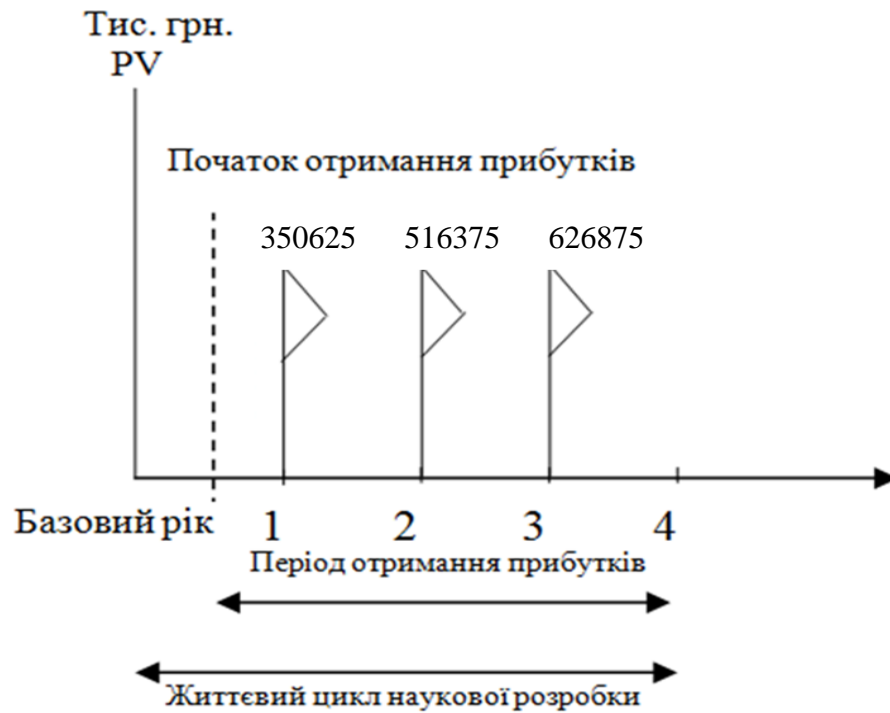 Тис. грн.
PV
Початок отримання прибутків
350625 516375 626875
Базовий рік 1 2 3 4
Період отримання прибутків
Життєвий цикл наукової розробки